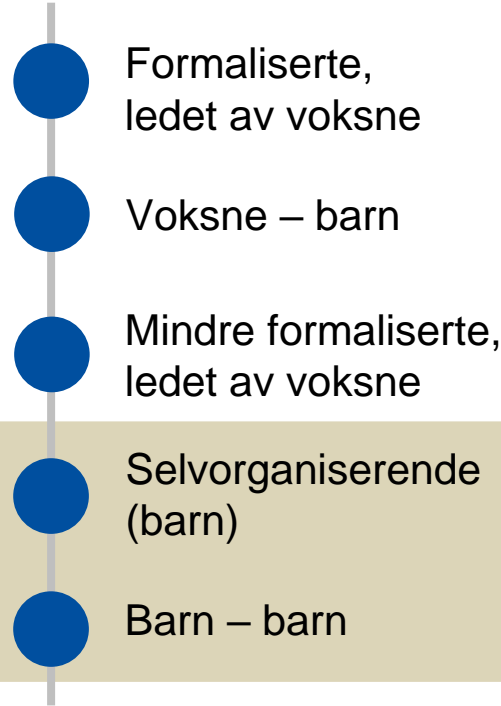 Formaliserte,
ledet av voksne
Voksne – barn
Mindre formaliserte,
ledet av voksne
Selvorganiserende
(barn)
Barn – barn